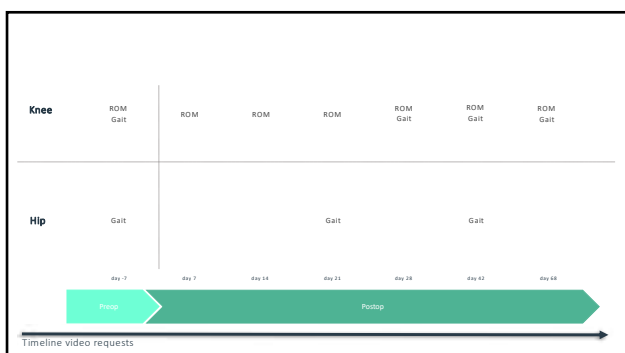 Knee
ROM
Gait
ROM
ROM
ROM
ROM
Gait
ROM
Gait
ROM
Gait
Hip
Gait
Gait
Gait
day -7
day 7
day 14
day 21
day 28
day 42
day 68
Preop
Postop
Timeline video requests